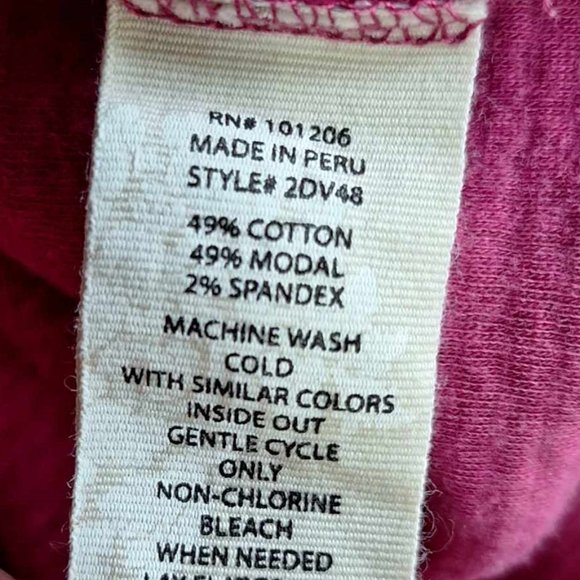 RN# 101206
MADE IN PERU
STYLE# 2DV48
49% COTTON
49% MODAL
2% SPANDEX
MACHINE WASH
COLD
WITH SIMILAR COLORS
INSIDE OUT
GENTLE CYCLE
ONLY
NON-CHLORINE
BLEACH
WHEN NEEDED